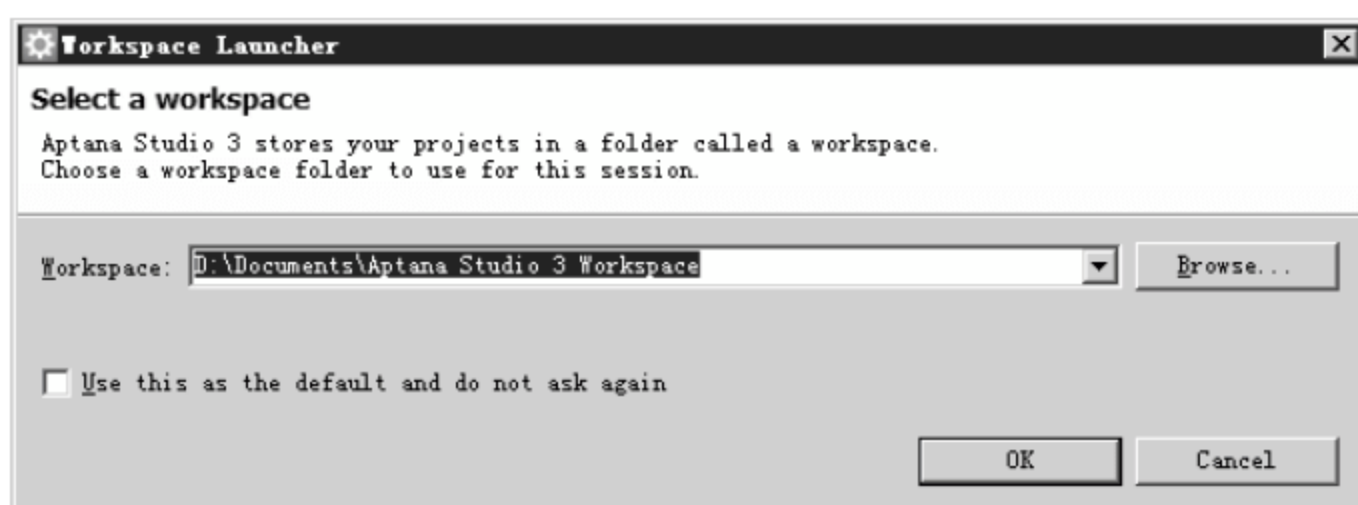 Workspace Launcher
Select a workspace
Aptana Studio 3 stores your projects in a folder called a workspace.
Choose a workspace folder to use for this session.
Workspace: D:\Documents\Aptana Studio 3 Workspace Browse...
Use this as the default and do not ask again
OK Cancel